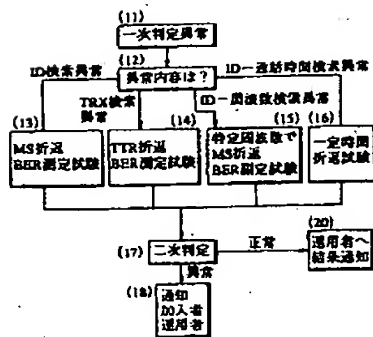 (11)
一次判定異常
(12)
異常内容は?
ID検索異常
TRX検索
異常
ID-周波数検索異常
ID-通話時間検索異常
(13)
MS折返
BER測定試験
(14)
TTR折返
BER測定試験
(15)
特定周波数で
MS折返
BER測定試験
(16)
一定時間
折返試験
(17)
二次判定
正常
(20)
運用者へ
結果通知
異常
(18)
通知
加入者
運用者